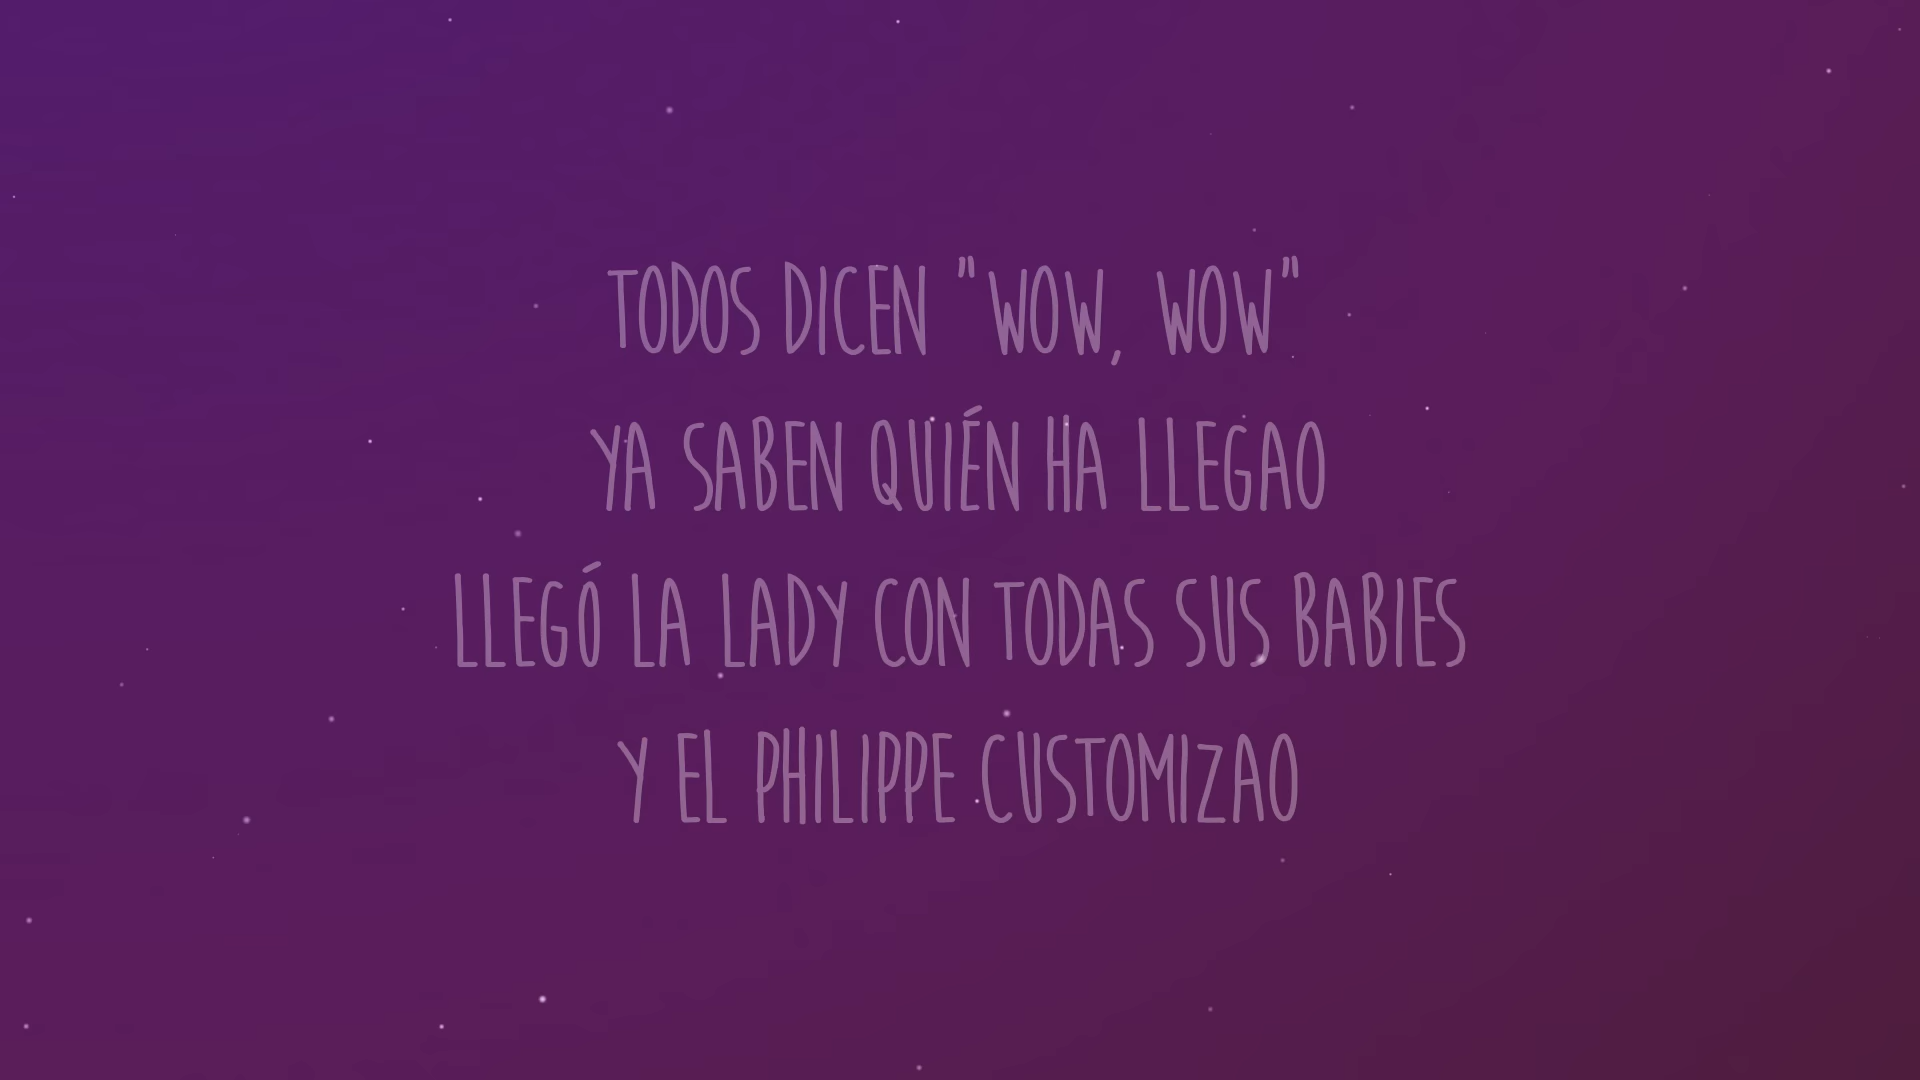 TODOS DICEN "WOW, WOW"
YA SABEN QUIÉN HA LLEGAO
LLEGÓ LA LADY CON TODAS SUS BABIES
Y EL PHILIPPE CUSTOMIZAO